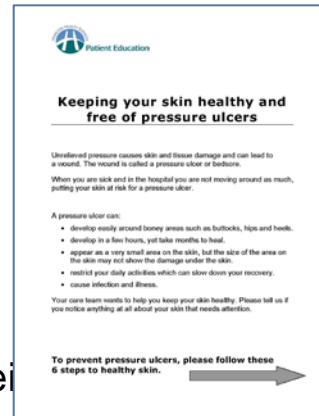 Patient Education
Keeping your skin healthy and
free of pressure ulcers
Unrelieved pressure causes skin and tissue damage and can lead to
a wound. The wound is called a pressure ulcer or bedsore.
When you are sick and in the hospital you are not moving around as much,
putting your skin at risk for a pressure ulcer.
A pressure ulcer can:
• develop easily around boney areas such as buttocks, hips and heels.
• develop in a few hours, yet take months to heal.
• appear as a very small area on the skin, but the size of the area on
the skin may not show the damage under the skin.
• restrict your daily activities which can slow down your recovery.
• cause infection and illness.
Your care team wants to help you keep your skin healthy. Please tell us if
you notice anything at all about your skin that needs attention.
To prevent pressure ulcers, please follow these
6 steps to healthy skin.